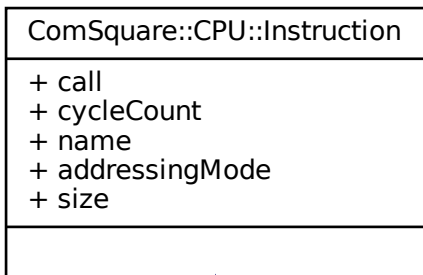 ComSquare::CPU::Instruction
+ call
+ cycleCount
+ name
+ addressingMode
+ size